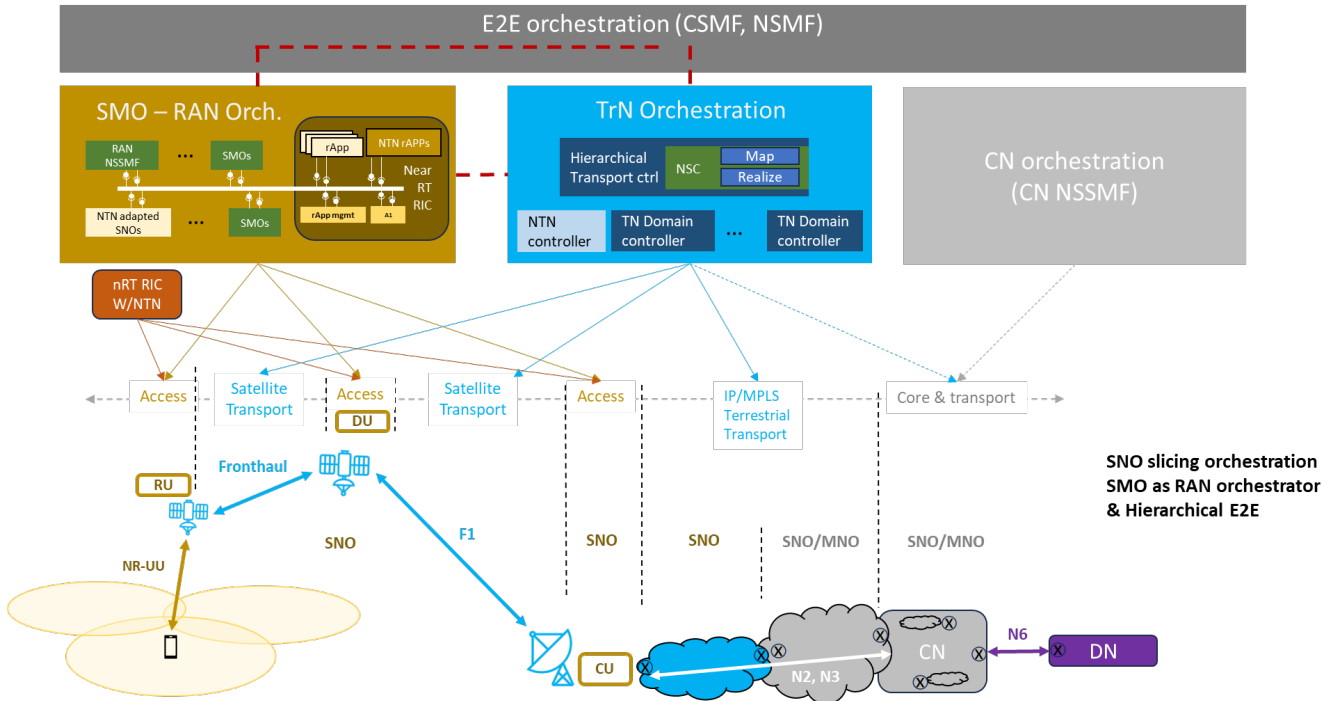 E2E orchestration (CSMF, NSMF)
SMO – RAN Orch.
RAN
NSSMF
...
SMOs
NTN adapted
SNOs
...
SMOs
rApp
NTN rAPPs
Near
RT
RIC
rApp mgmt
A1
TrN Orchestration
Hierarchical
Transport ctrl
NSC
Map
Realize
NTN
controller
TN Domain
controller
...
TN Domain
controller
CN orchestration
(CN NSSMF)
nRT RIC
W/NTN
Access
Satellite
Transport
Access
DU
Satellite
Transport
Access
IP/MPLS
Terrestrial
Transport
Core & transport
Fronthaul
RU
SNO slicing orchestration
SMO as RAN orchestrator
& Hierarchical E2E
SNO
F1
SNO
SNO
SNO/MNO
SNO/MNO
NR-UU
CU
N2, N3
CN
N6
DN